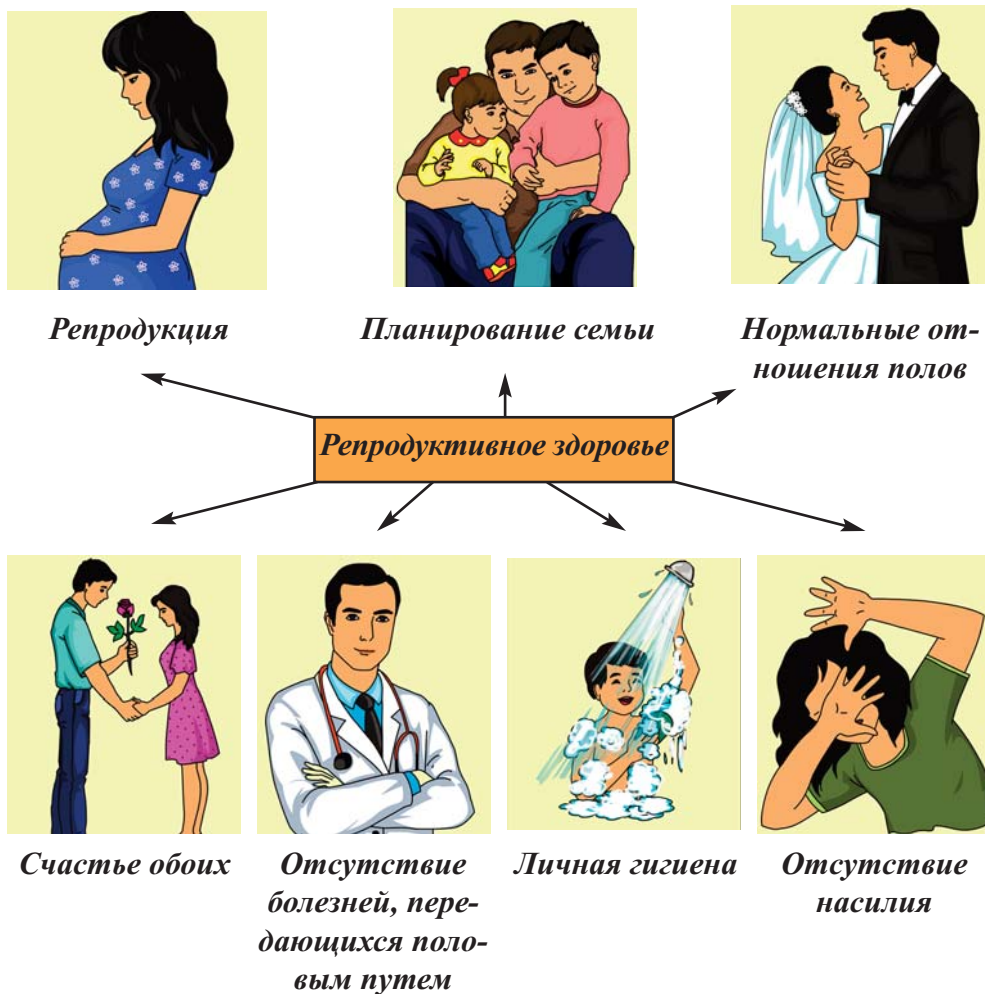 Репродукция
Планирование семьи
Нормальные от-
ношения полов
Репродуктивное здоровье
Счастье обоих
Отсутствие
болезней, пере-
дающихся поло-
вым путем
Личная гигиена
Отсутствие
насилия